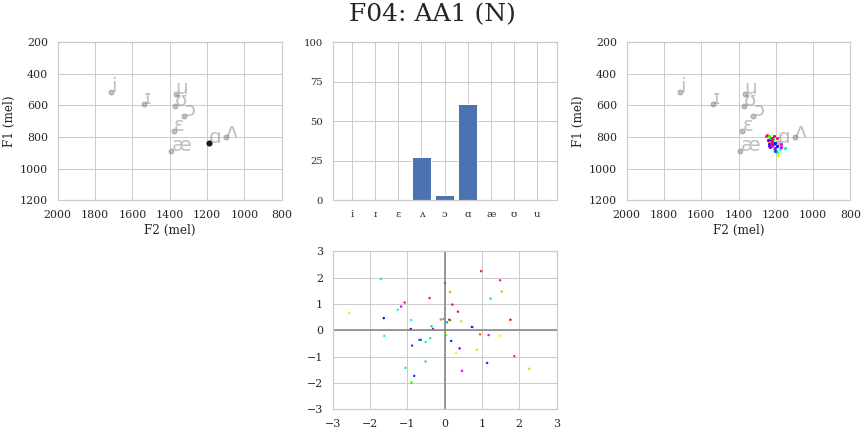 F04: AA1 (N)
200
400
600
800
1000
1200
F1 (mel)
2000 1800 1600 1400 1200 1000 800
F2 (mel)
i ɪ u ʊ ɔ ɛ æ ɑ ʌ
100
75
50
25
0
i ɪ ɛ ʌ ɔ ɑ æ ʊ u
200
400
600
800
1000
1200
F1 (mel)
2000 1800 1600 1400 1200 1000 800
F2 (mel)
i ɪ u ʊ ɔ ɛ æ ɑ ʌ
3
2
1
0
−1
−2
−3
−3 −2 −1 0 1 2 3